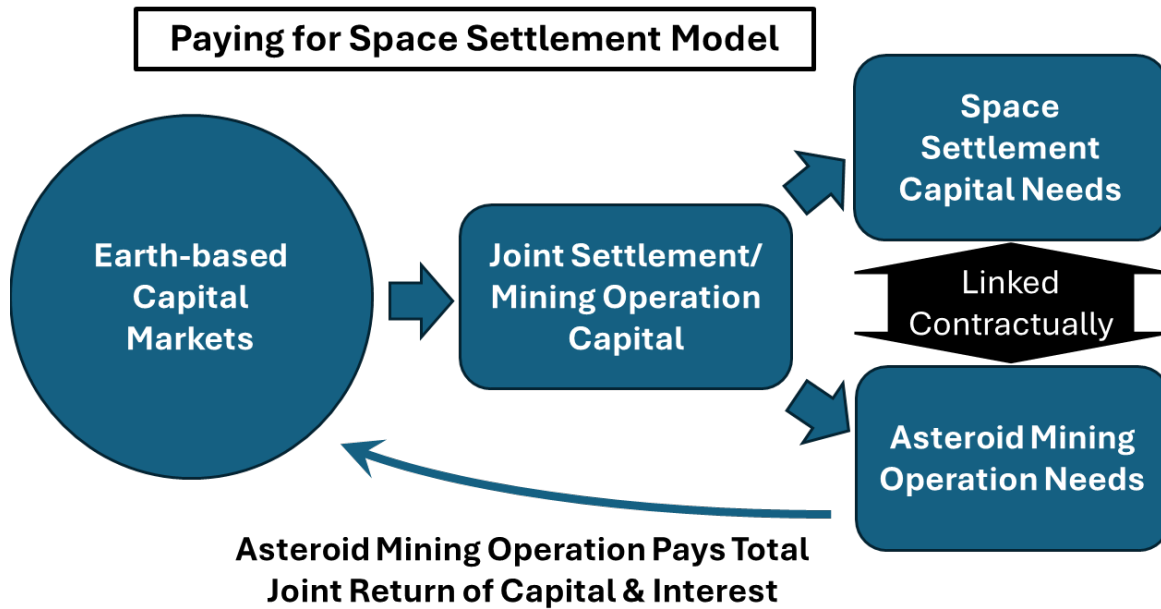 Paying for Space Settlement Model
Earth-based
Capital
Markets
Joint Settlement/
Mining Operation
Capital
Space
Settlement
Capital Needs
Linked
Contractually
Asteroid Mining
Operation Needs
Asteroid Mining Operation Pays Total
Joint Return of Capital & Interest